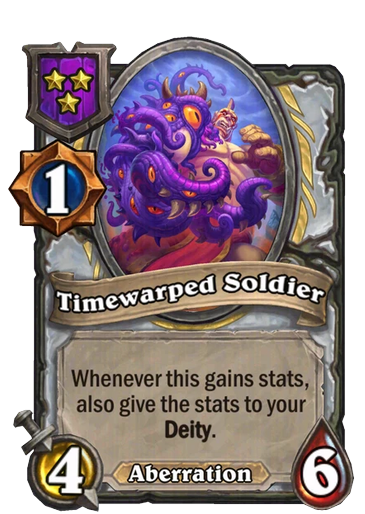 1
Timewarped Soldier
Whenever this gains stats,
also give the stats to your
Deity.
4
Aberration
6